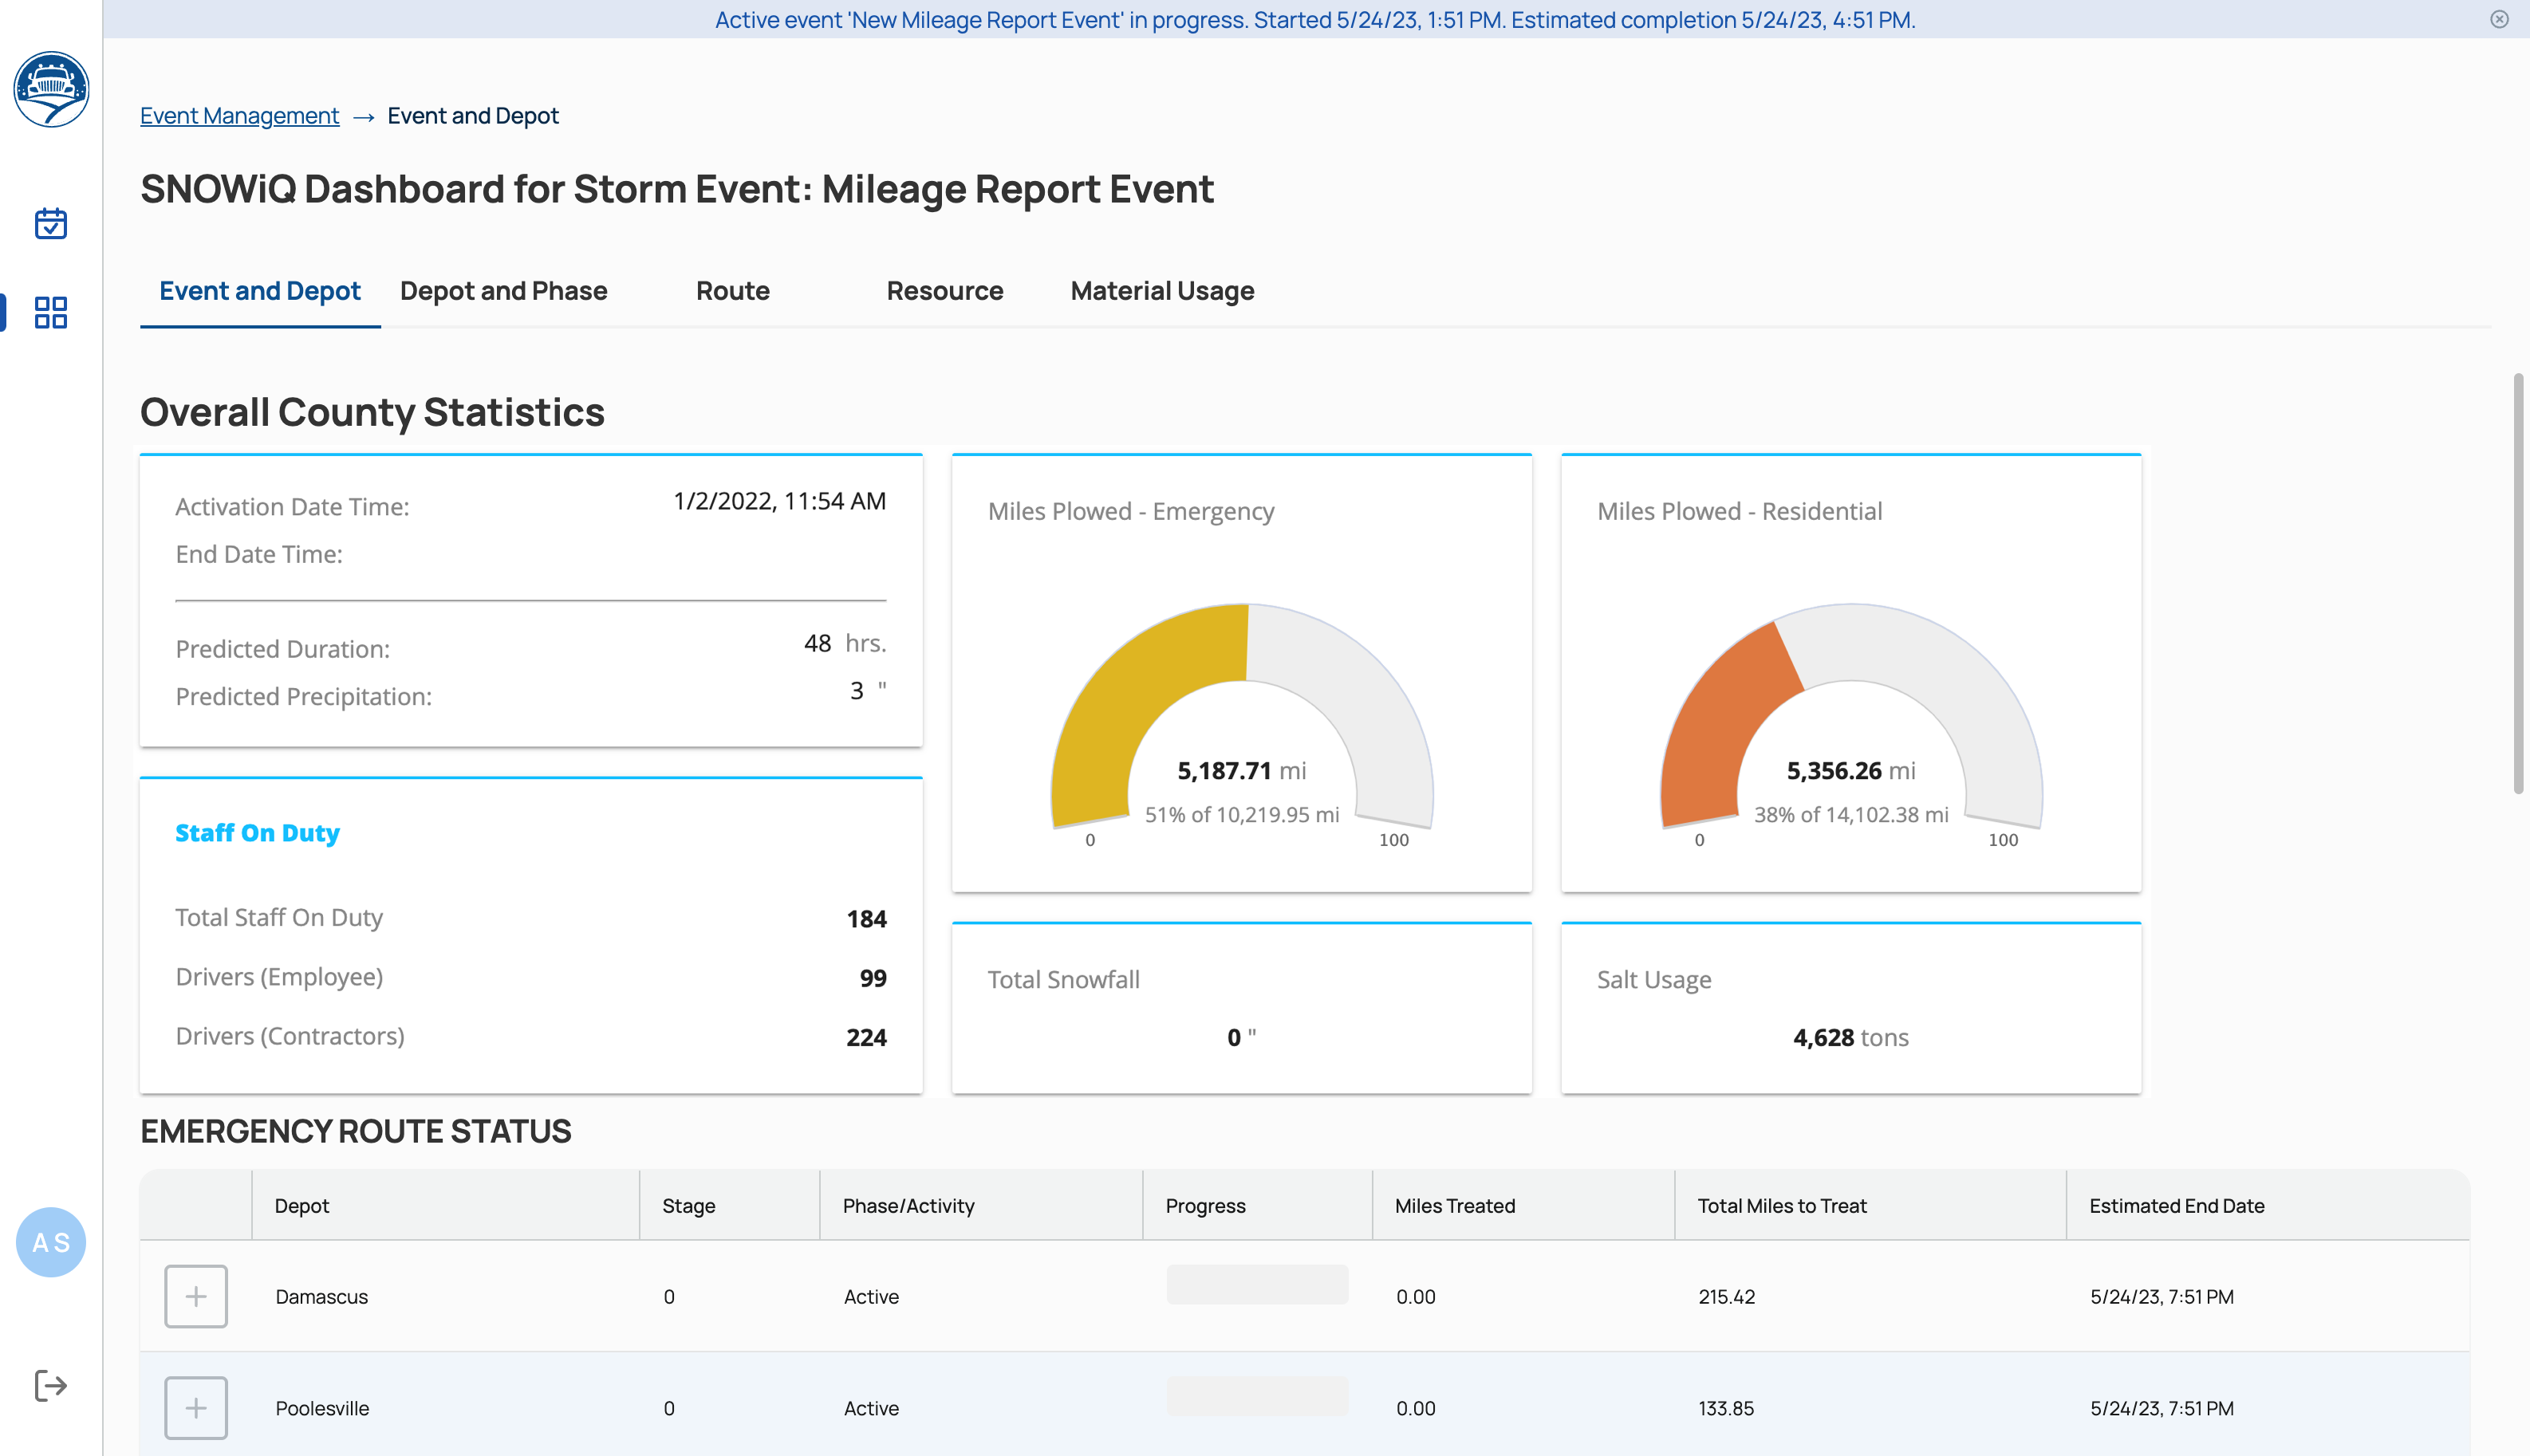 Active event 'New Mileage Report Event' in progress. Started 5/24/23, 1:51 PM. Estimated completion 5/24/23, 4:51 PM.
Event Management → Event and Depot
SNOWiQ Dashboard for Storm Event: Mileage Report Event
Event and Depot Depot and Phase Route Resource Material Usage
Overall County Statistics
Activation Date Time: 1/2/2022, 11:54 AM
End Date Time:
Predicted Duration: 48 hrs.
Predicted Precipitation: 3 "
Staff On Duty
Total Staff On Duty 184
Drivers (Employee) 99
Drivers (Contractors) 224
Miles Plowed - Emergency
5,187.71 mi
51% of 10,219.95 mi
0 100
Miles Plowed - Residential
5,356.26 mi
38% of 14,102.38 mi
0 100
Total Snowfall
0 "
Salt Usage
4,628 tons
EMERGENCY ROUTE STATUS
Depot Stage Phase/Activity Progress Miles Treated Total Miles to Treat Estimated End Date
Damascus 0 Active 0.00 215.42 5/24/23, 7:51 PM
Poolesville 0 Active 0.00 133.85 5/24/23, 7:51 PM
A S